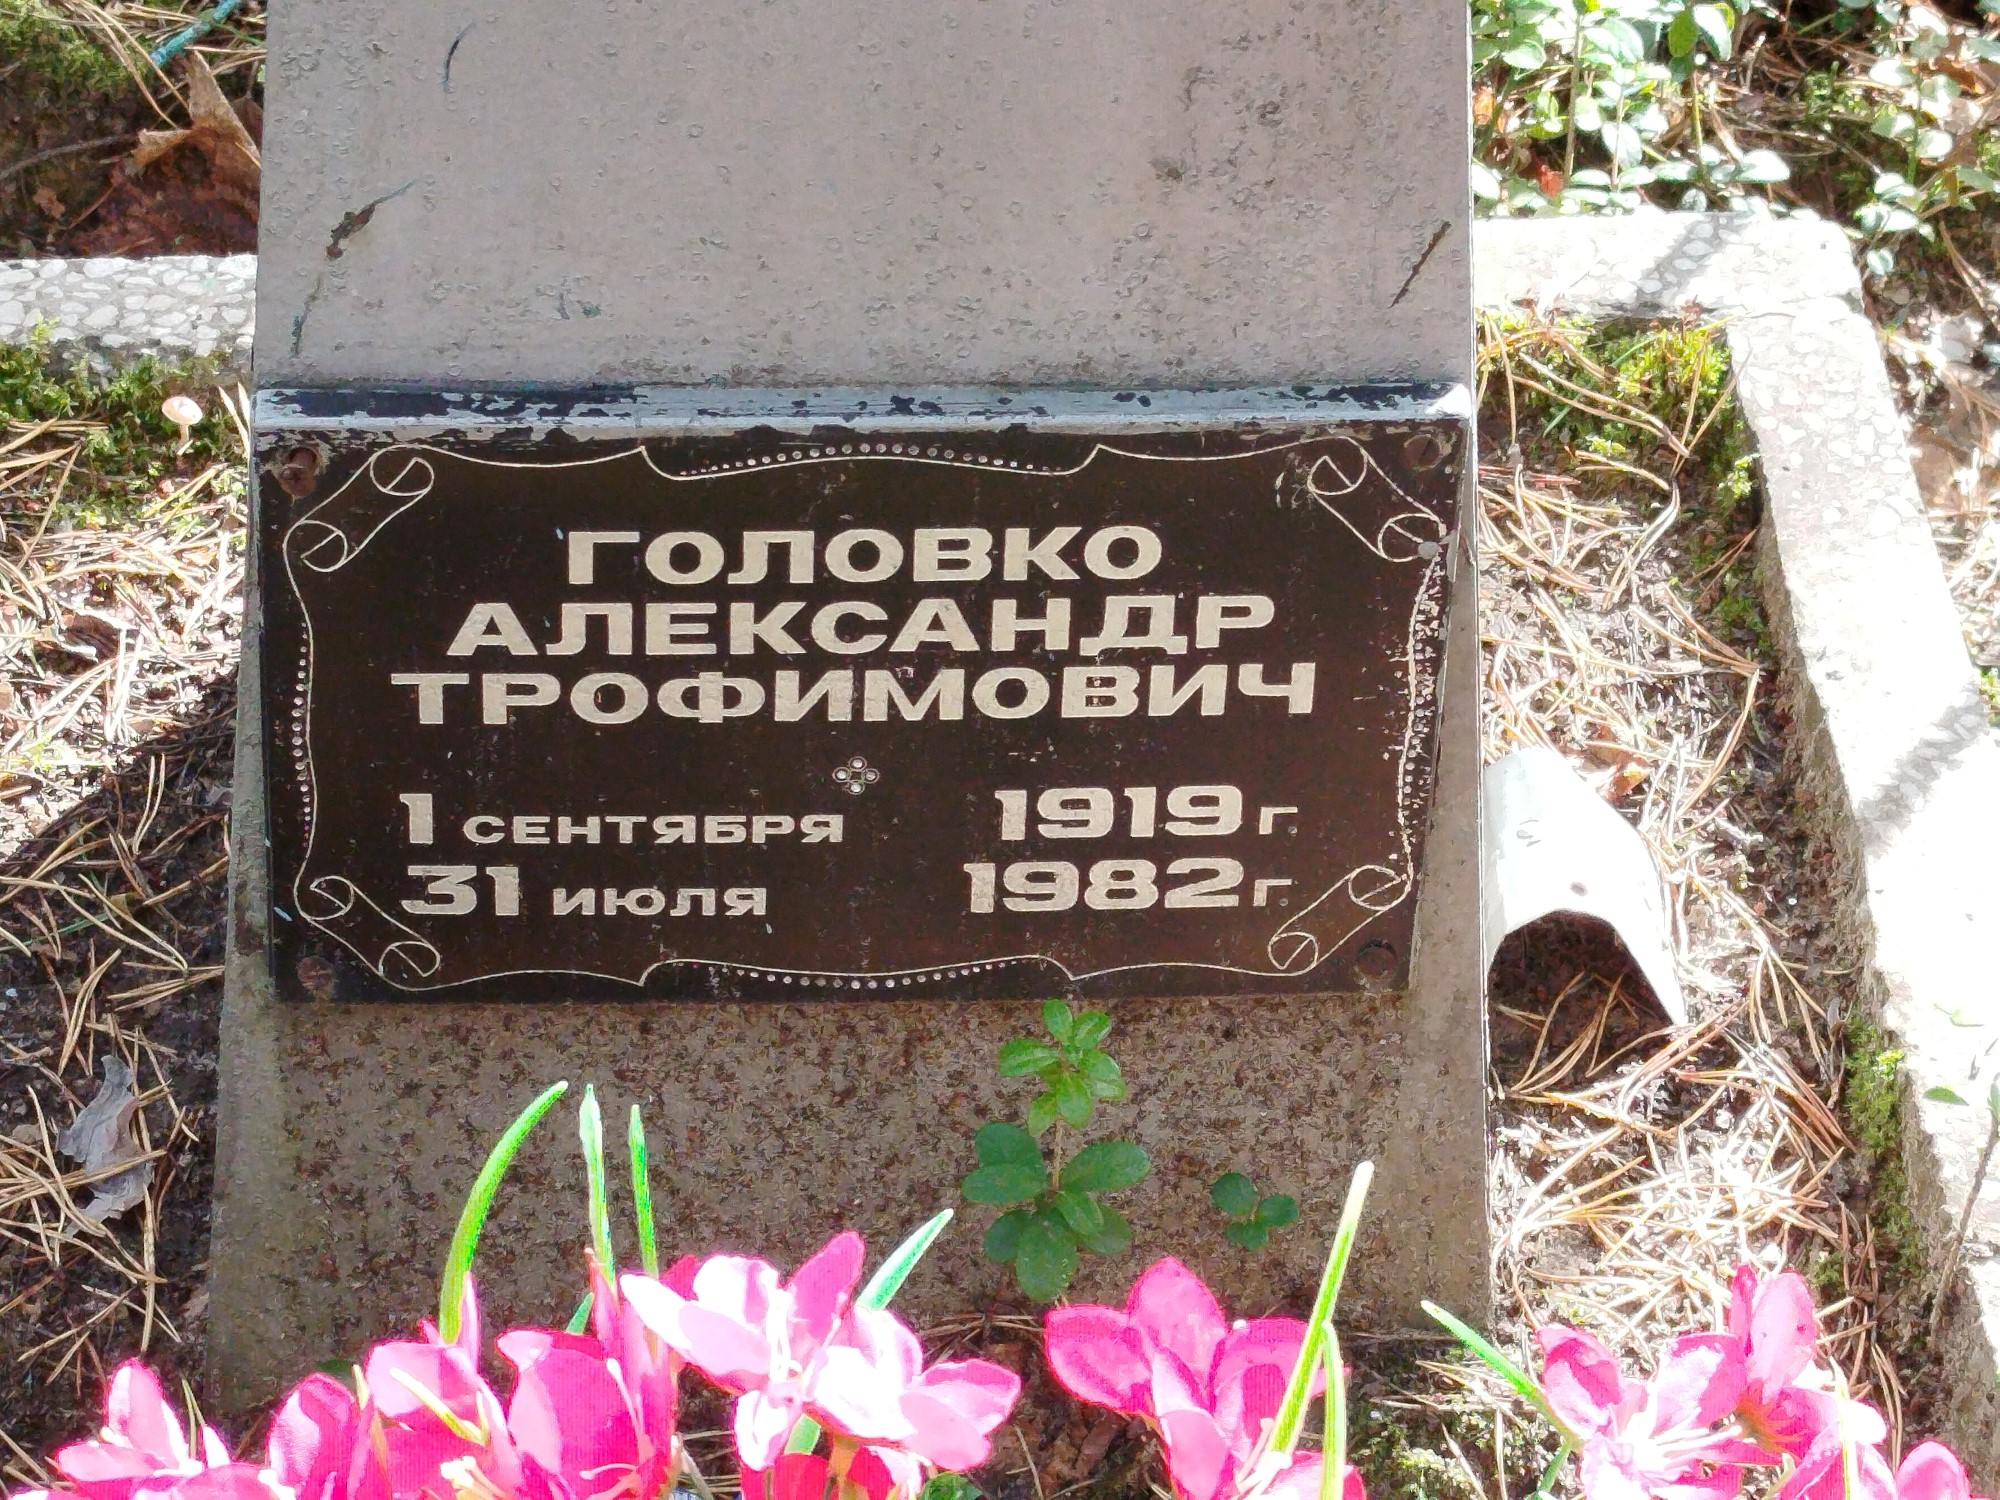 ГОЛОВКО
АЛЕКСАНДР
ТРОФИМОВИЧ
1 СЕНТЯБРЯ 1919 г.
31 ИЮЛЯ 1982 г.